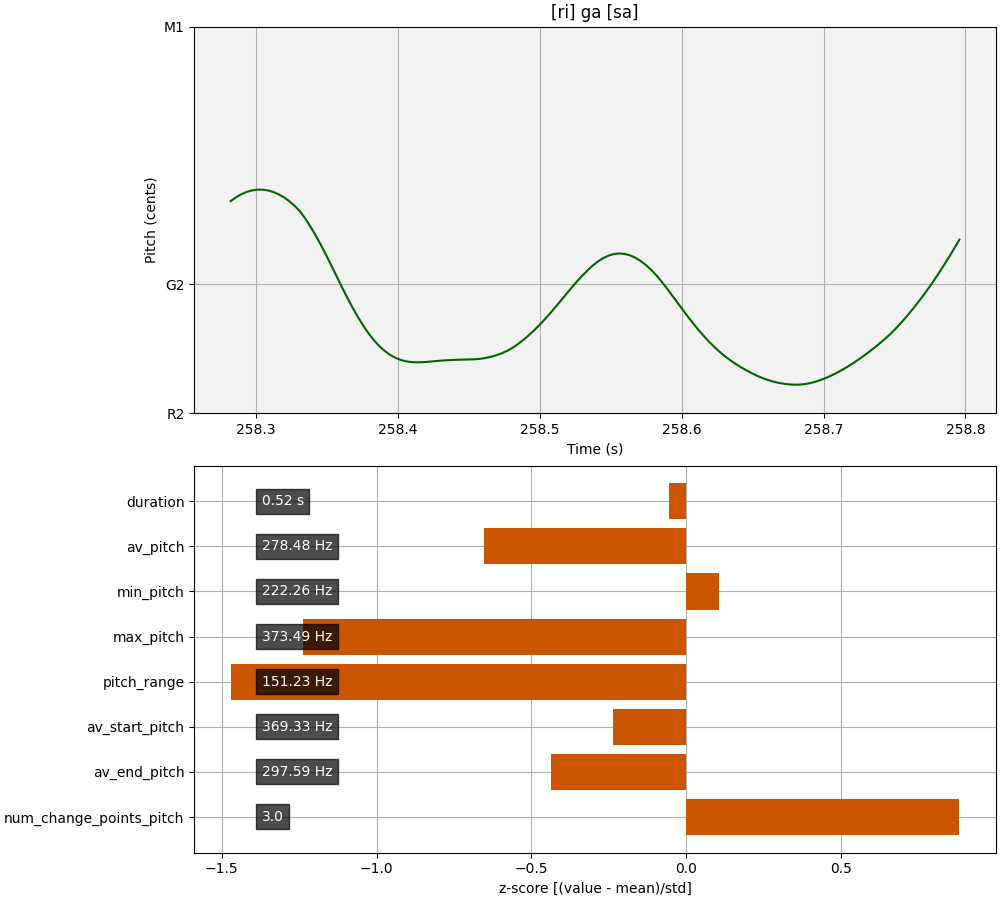 [ri] ga [sa]
M1
G2
R2
Pitch (cents)
258.3 258.4 258.5 258.6 258.7 258.8
Time (s)
duration 0.52 s
av_pitch 278.48 Hz
min_pitch 222.26 Hz
max_pitch 373.49 Hz
pitch_range 151.23 Hz
av_start_pitch 369.33 Hz
av_end_pitch 297.59 Hz
num_change_points_pitch 3.0
−1.5 −1.0 −0.5 0.0 0.5
z-score [(value - mean)/std]